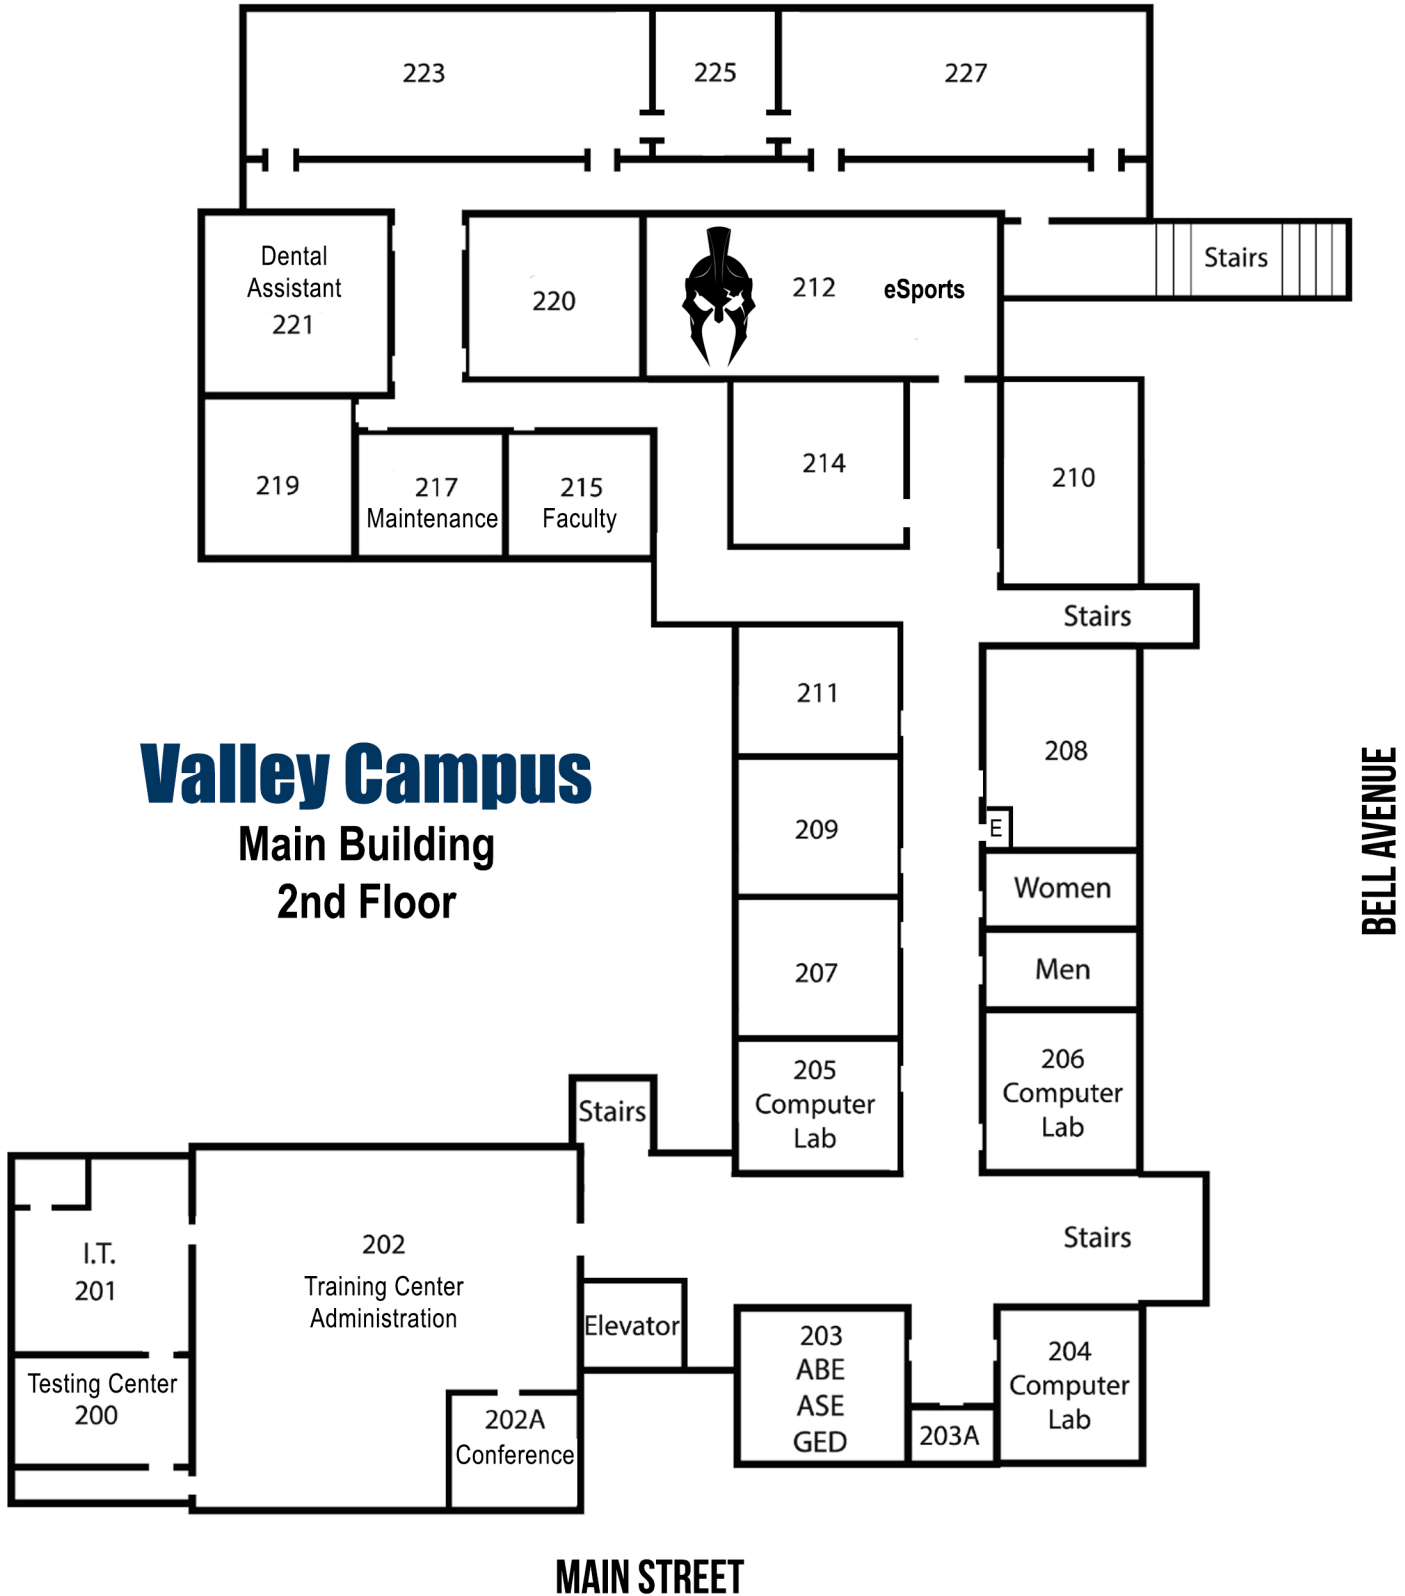 223
225
227
Dental
Assistant
221
220
212
eSports
Stairs
219
217
Maintenance
215
Faculty
214
210
Stairs
211
208
Valley Campus
Main Building
2nd Floor
209
E
Women
207
Men
205
Computer
Lab
206
Computer
Lab
BELL AVENUE
Stairs
I.T.
201
202
Training Center
Administration
Stairs
Elevator
Testing Center
200
202A
Conference
203
ABE
ASE
GED
203A
204
Computer
Lab
MAIN STREET